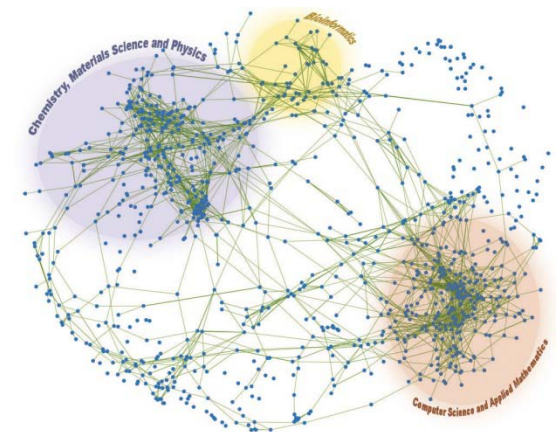 Chemistry, Materials Science and Physics
Bioinformatics
Computer Science and Applied Mathematics